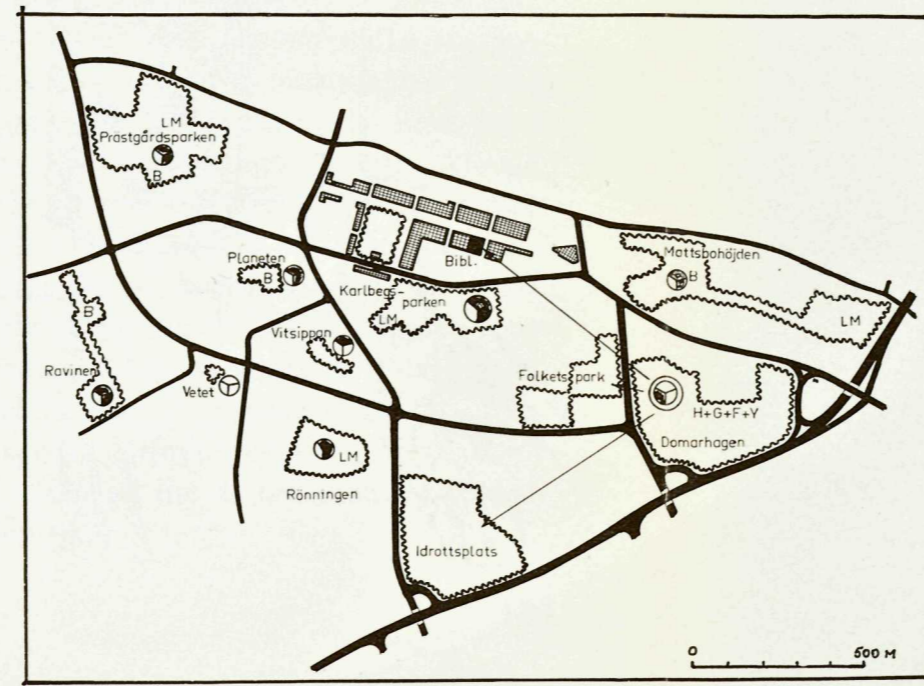 LM
Prästgårdsparken
B
Planeten
B
Bibl.
Mattsbohöjden
B
LM
Karlbergs-
parken
LM
Vitsippan
B
Ravinen
Vetet
Folkets park
H+G+F+Y
Domarhagen
LM
Rönningen
Idrottsplats
0
500 M